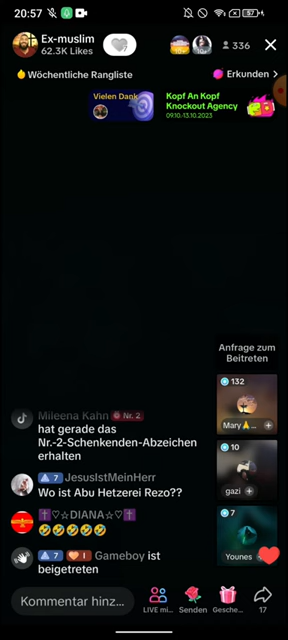 20:57
Ex-muslim
62.3K Likes
336
Wöchentliche Rangliste
Erkunden >
Vielen Dank
Kopf An Kopf
Knockout Agency
09.10.-13.10.2023
Anfrage zum
Beitreten
132
Mary🙏...
10
gazi
7
Younes
Mileena Kahn Nr. 2
hat gerade das
Nr.-2-Schenkenden-Abzeichen
erhalten
7 JesusIstMeinHerr
Wo ist Abu Hetzerei Rezo??
✝️♡☆DIANA☆♡✝️
🤣🤣🤣🤣🤣
7 1 Gameboy ist
beigetreten
Kommentar hinz...
LIVE mi...
Senden
Gesche...
17